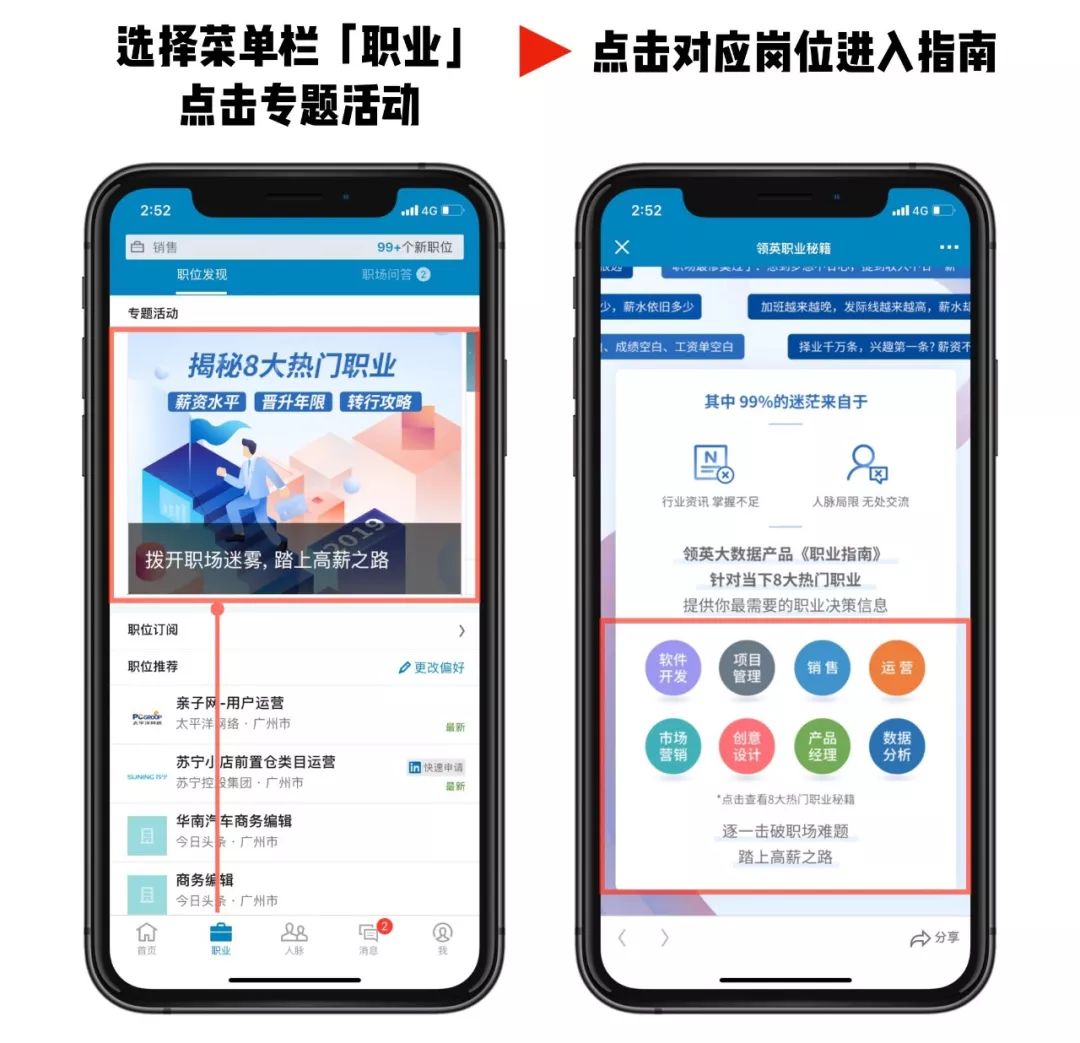 选择菜单栏「职业」
点击专题活动
点击对应岗位进入指南
2:52
4G
销售
99+个新职位
职位发现
职场问答 2
专题活动
揭秘8大热门职业
薪资水平 晋升年限 转行攻略
2019
拨开职场迷雾, 踏上高薪之路
职位订阅
职位推荐
更改偏好
PCGROUP
太平洋网络
亲子网-用户运营
太平洋网络 · 广州市
最新
SUNING 苏宁
苏宁小店前置仓类目运营
苏宁控股集团 · 广州市
in 快速申请
最新
华南汽车商务编辑
今日头条 · 广州市
商务编辑
今日头条 · 广州市
首页
职业
人脉
2
消息
我
2:52
4G
领英职业秘籍
少，薪水依旧多少
加班越来越晚，发际线越来越高，薪水却
、成绩空白、工资单空白
择业千万条，兴趣第一条? 薪资不
其中 99%的迷茫来自于
N
行业资讯 掌握不足
人脉局限 无处交流
领英大数据产品《职业指南》
针对当下8大热门职业
提供你最需要的职业决策信息
软件
开发
项目
管理
销售
运营
市场
营销
创意
设计
产品
经理
数据
分析
*点击查看8大热门职业秘籍
逐一击破职场难题
踏上高薪之路
分享